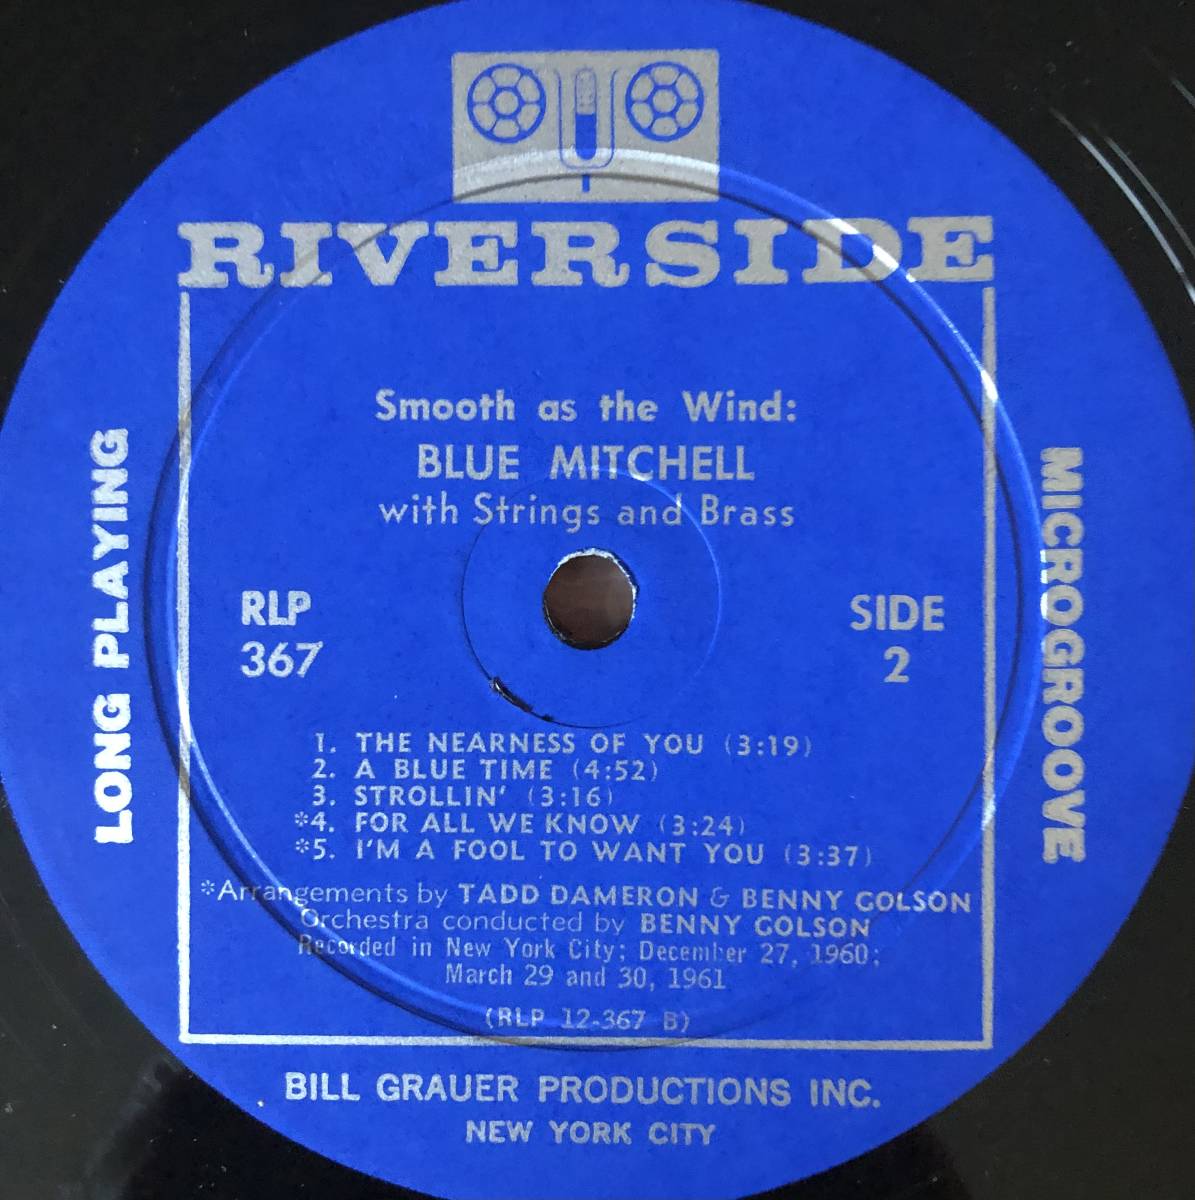 RIVERSIDE
Smooth as the Wind:
BLUE MITCHELL
with Strings and Brass
RLP
367
SIDE
2
LONG PLAYING
MICROGROOVE
1. THE NEARNESS OF YOU (3:19)
2. A BLUE TIME (4:52)
3. STROLLIN' (3:16)
*4. FOR ALL WE KNOW (3:24)
*5. I'M A FOOL TO WANT YOU (3:37)
*Arrangements by TADD DAMERON & BENNY GOLSON
Orchestra conducted by BENNY GOLSON
Recorded in New York City; December 27, 1960;
March 29 and 30, 1961
(RLP 12-367 B)
BILL GRAUER PRODUCTIONS INC.
NEW YORK CITY